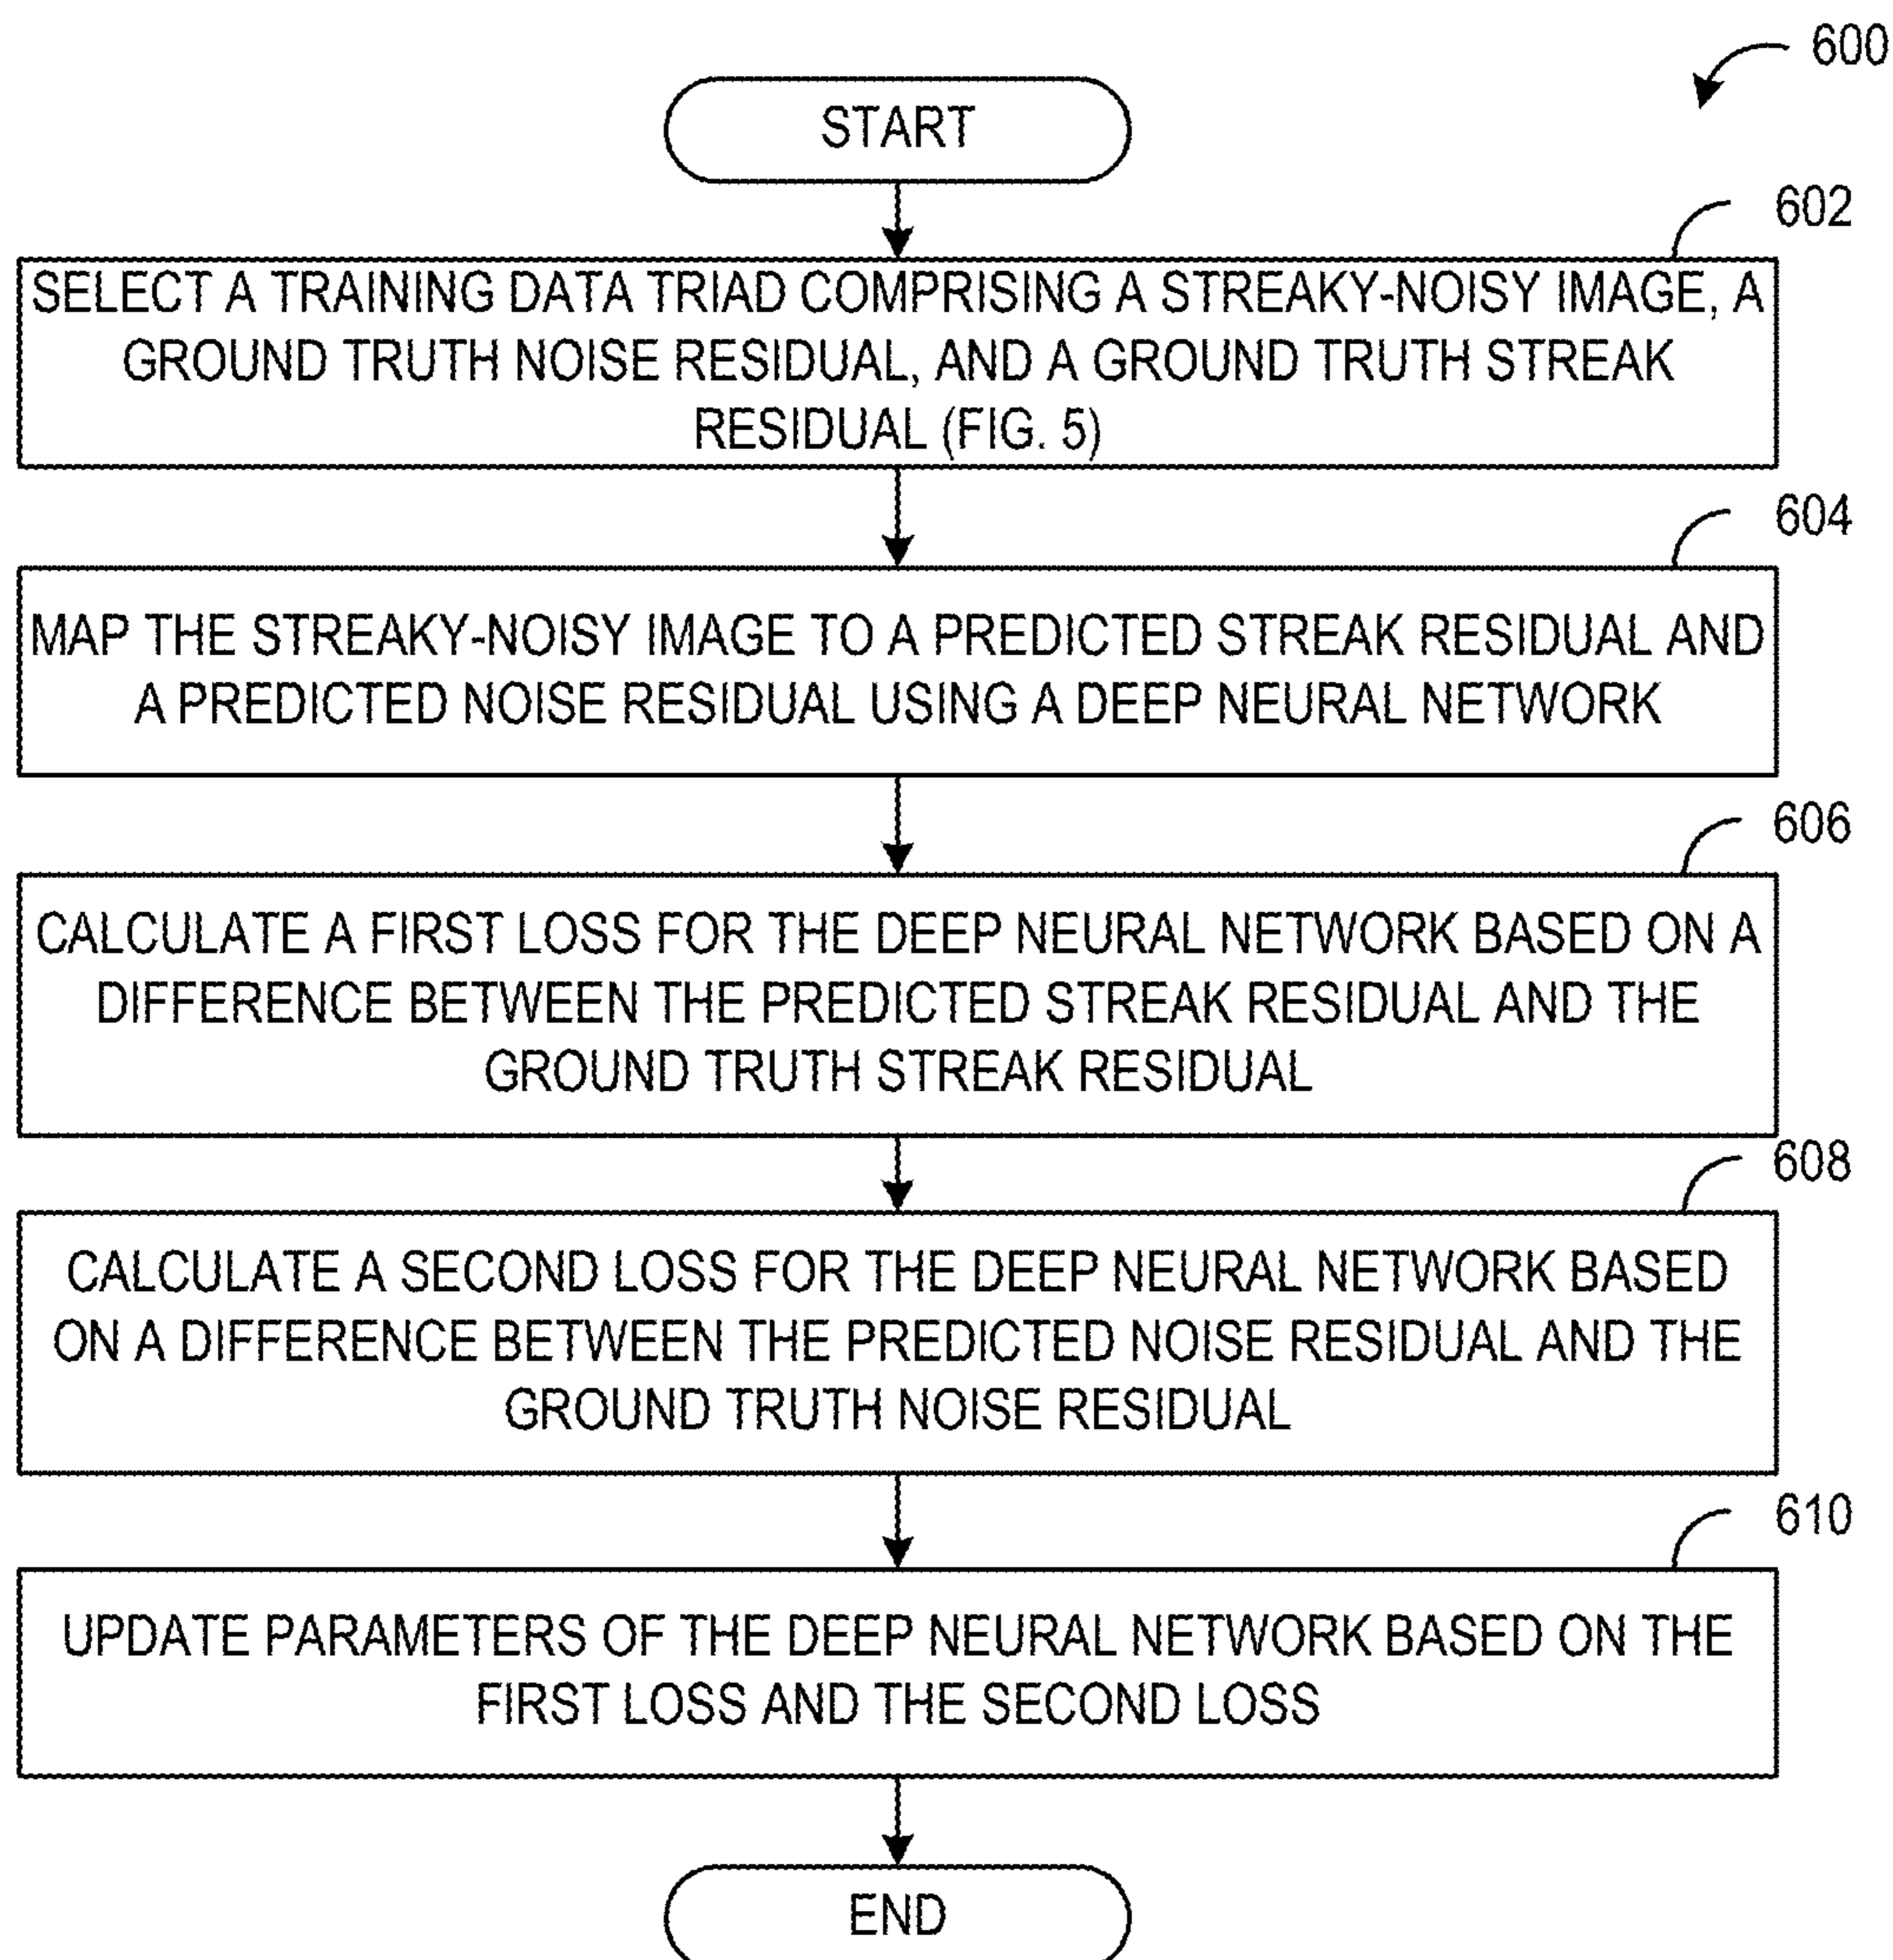 600
START
602
SELECT A TRAINING DATA TRIAD COMPRISING A STREAKY-NOISY IMAGE, A
GROUND TRUTH NOISE RESIDUAL, AND A GROUND TRUTH STREAK
RESIDUAL (FIG. 5)
604
MAP THE STREAKY-NOISY IMAGE TO A PREDICTED STREAK RESIDUAL AND
A PREDICTED NOISE RESIDUAL USING A DEEP NEURAL NETWORK
606
CALCULATE A FIRST LOSS FOR THE DEEP NEURAL NETWORK BASED ON A
DIFFERENCE BETWEEN THE PREDICTED STREAK RESIDUAL AND THE
GROUND TRUTH STREAK RESIDUAL
608
CALCULATE A SECOND LOSS FOR THE DEEP NEURAL NETWORK BASED
ON A DIFFERENCE BETWEEN THE PREDICTED NOISE RESIDUAL AND THE
GROUND TRUTH NOISE RESIDUAL
610
UPDATE PARAMETERS OF THE DEEP NEURAL NETWORK BASED ON THE
FIRST LOSS AND THE SECOND LOSS
END